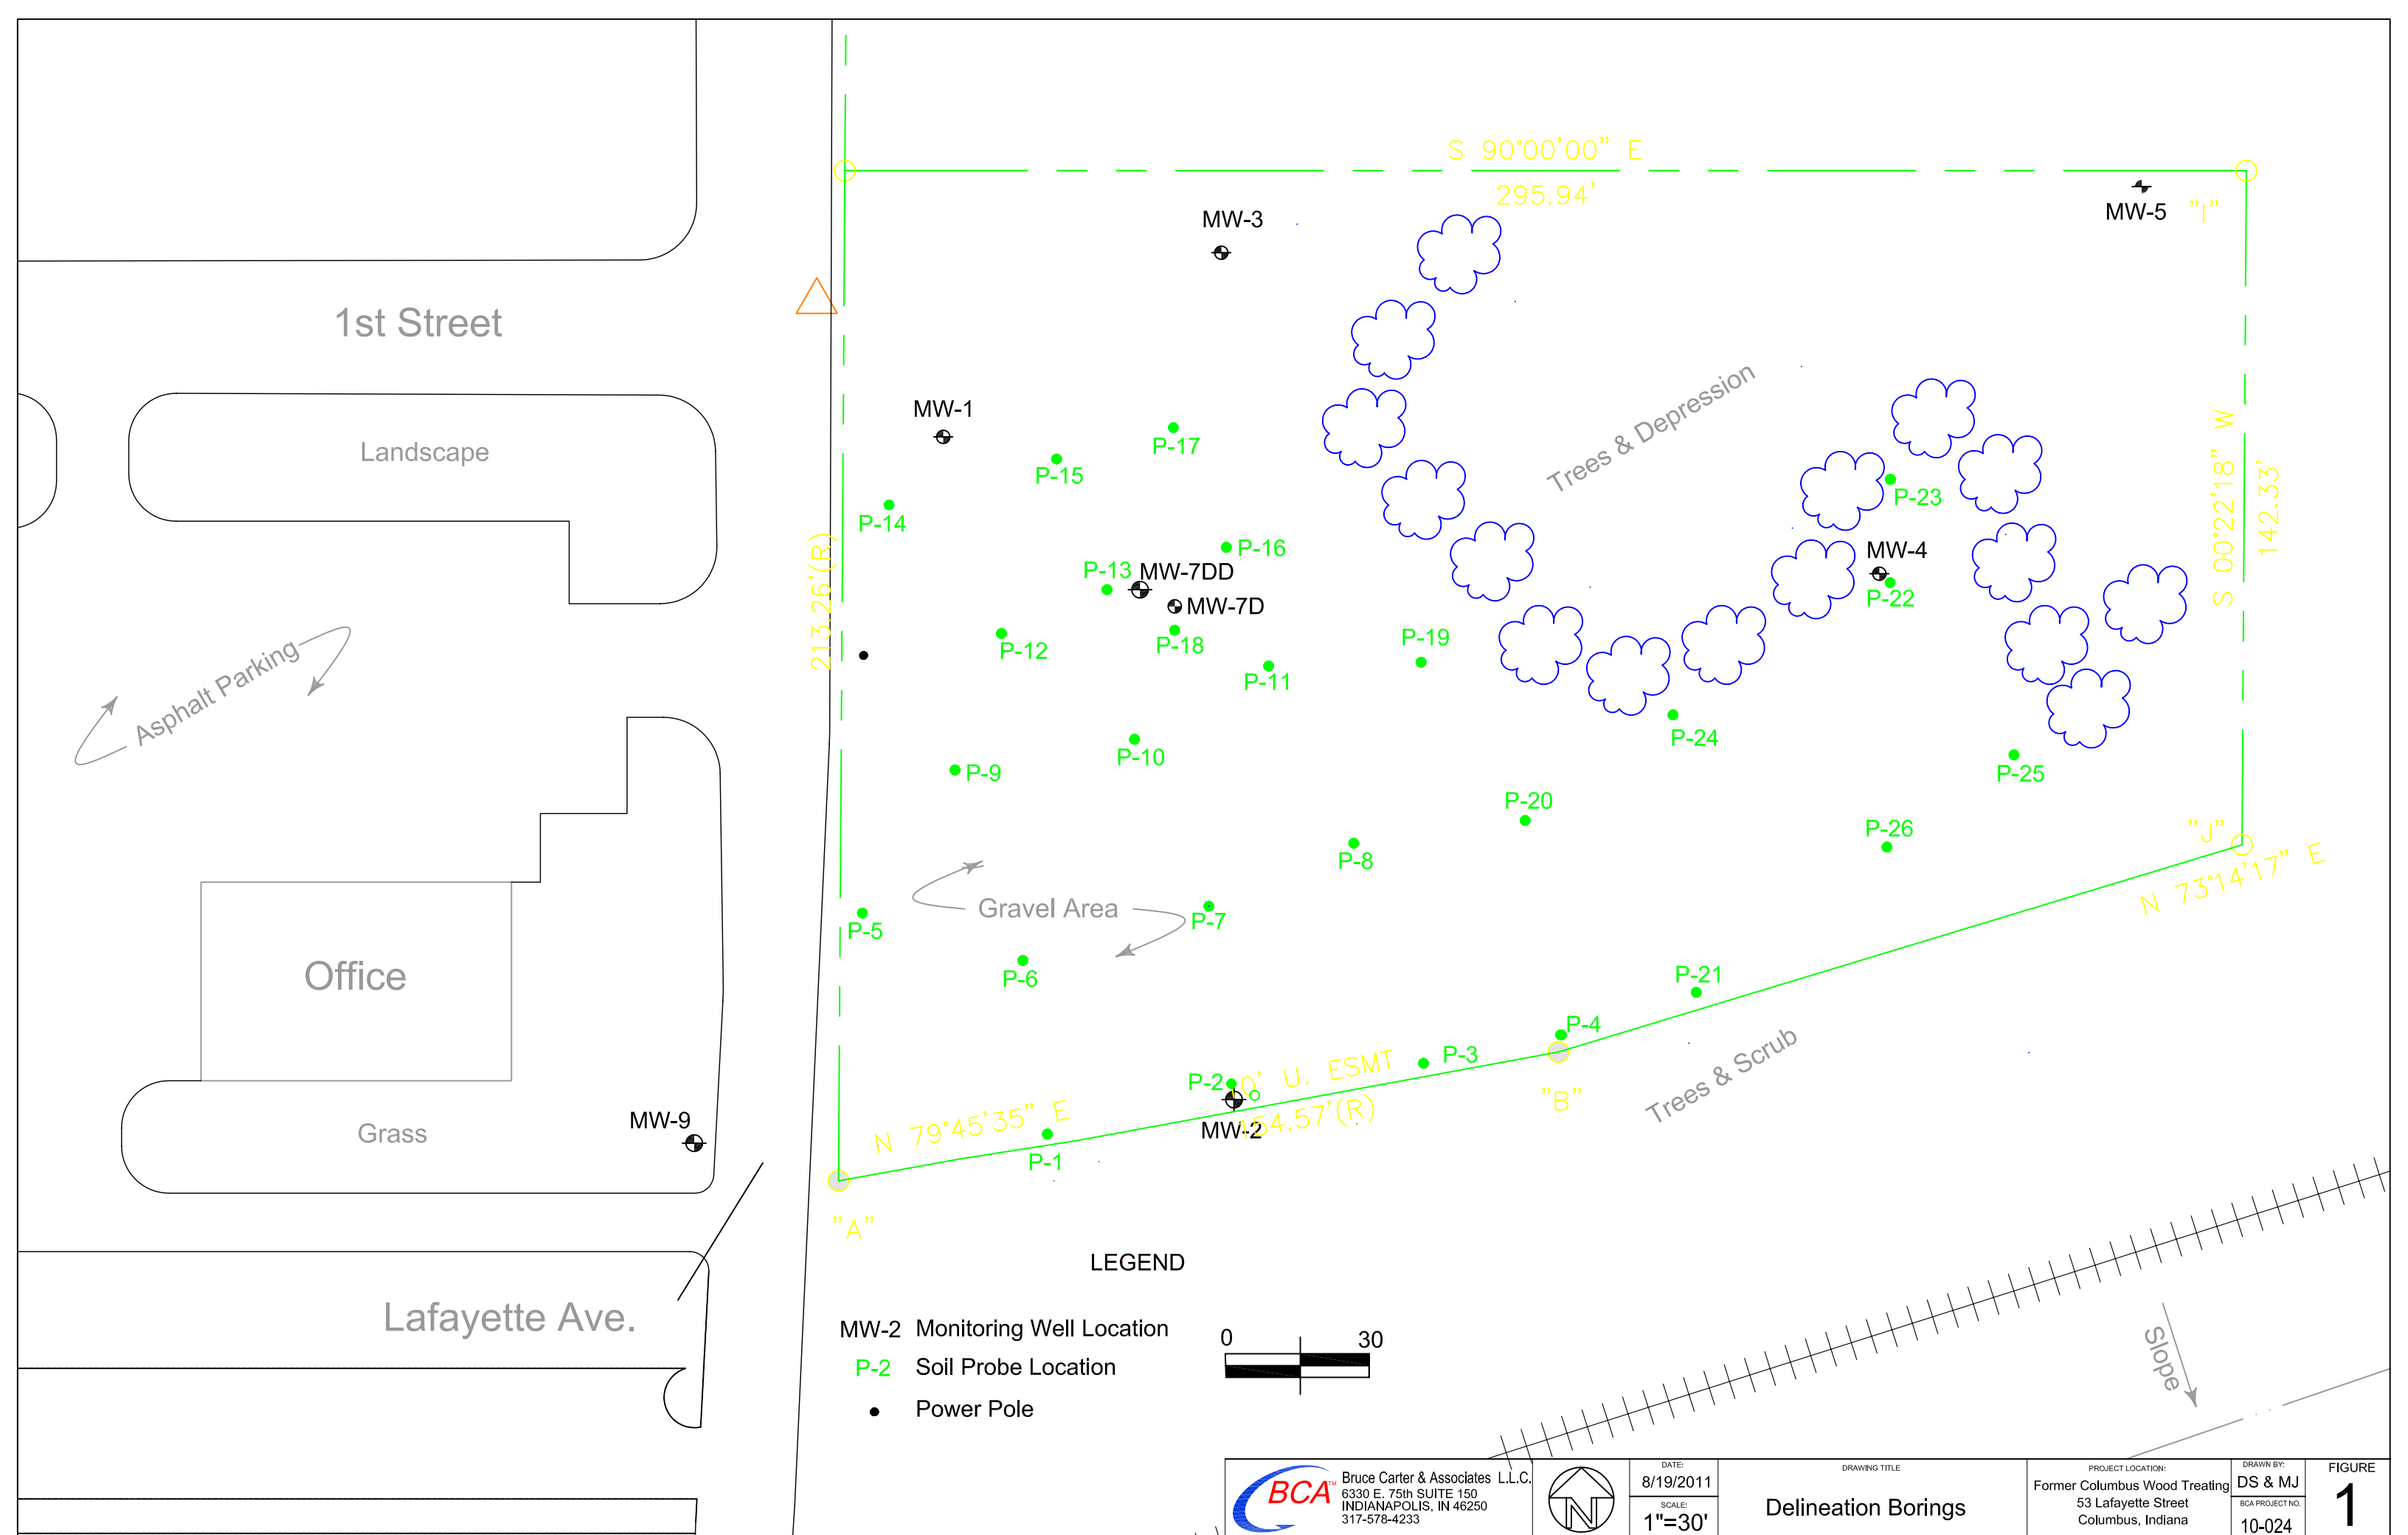 S 90°00'00" E
295.94'
MW-3
MW-5
"I"
1st Street
MW-1
Landscape
P-17
P-15
P-14
Trees & Depression
P-23
S 00°22'18" W
142.33'
213.26'(R)
P-16
P-13
MW-7DD
MW-7D
MW-4
P-22
P-12
P-18
P-19
P-11
Asphalt Parking
P-24
P-10
P-9
P-25
P-20
P-26
"J"
P-8
N 73°14'17" E
Gravel Area
P-7
P-5
P-6
Office
P-21
P-4
P-3
P-2
0' U. ESMT
"B"
Trees & Scrub
N 79°45'35" E
154.57'(R)
MW-2
MW-9
Grass
P-1
"A"
LEGEND
Lafayette Ave.
MW-2 Monitoring Well Location
P-2 Soil Probe Location
Power Pole
0 30
Slope
BCA™
Bruce Carter & Associates L.L.C.
6330 E. 75th SUITE 150
INDIANAPOLIS, IN 46250
317-578-4233
N
DATE:
8/19/2011
SCALE:
1"=30'
DRAWING TITLE
Delineation Borings
PROJECT LOCATION:
Former Columbus Wood Treating
53 Lafayette Street
Columbus, Indiana
DRAWN BY:
DS & MJ
BCA PROJECT NO.
10-024
FIGURE
1